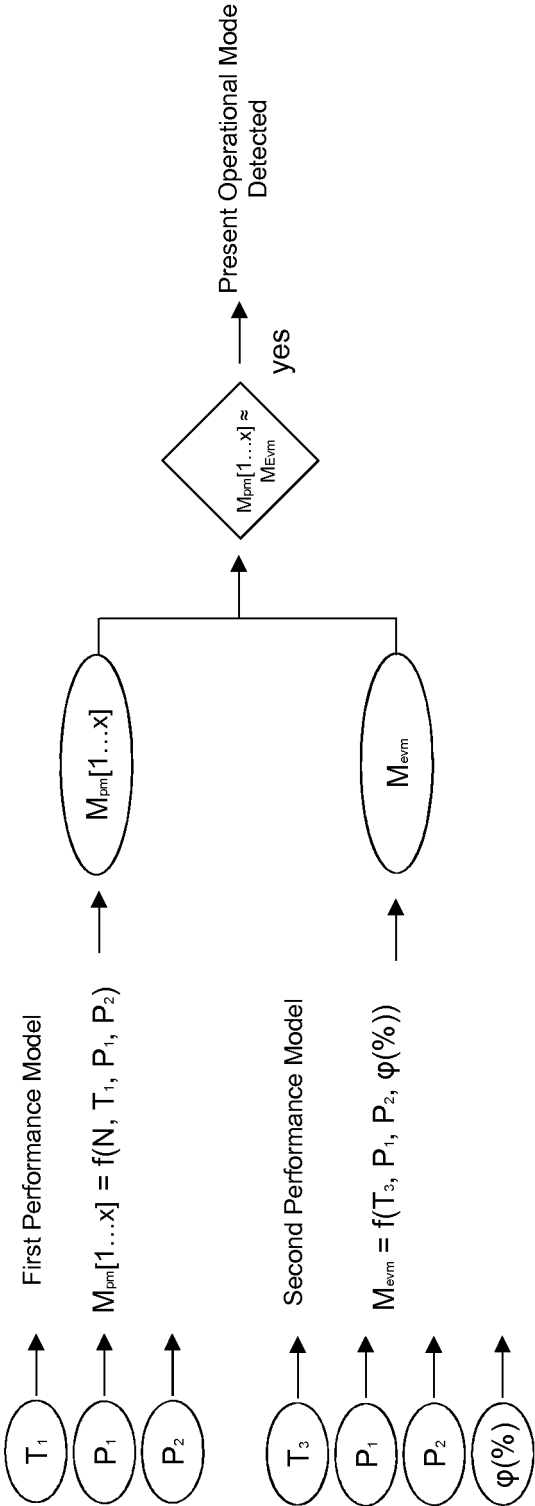 T₁
P₁
P₂
First Performance Model
Mpm[1...x] = f(N, T₁, P₁, P₂)
Mpm[1...x]
T₃
P₁
P₂
φ(%)
Second Performance Model
Mevm = f(T₃, P₁, P₂, φ(%))
Mevm
Mpm[1...x] ≈
MEvm
yes
Present Operational Mode
Detected